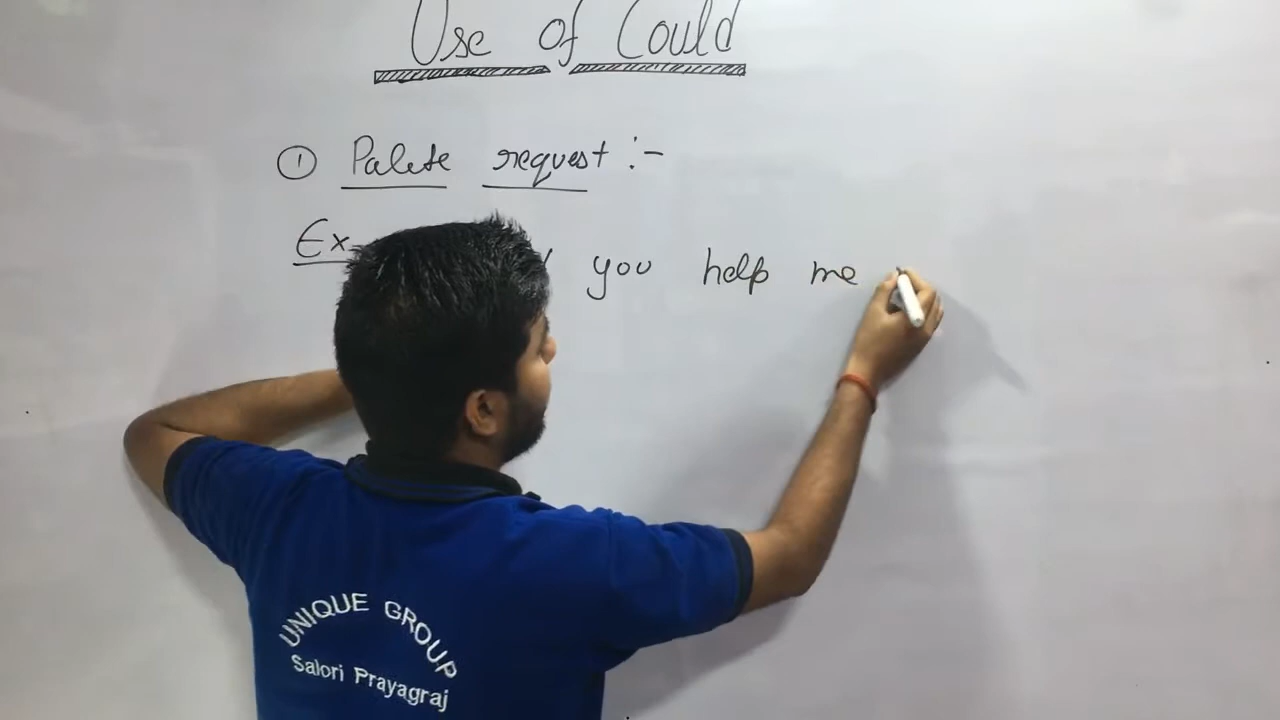 Use of Could
① Palete request :-
Ex you help me
UNIQUE GROUP
Salori Prayagraj